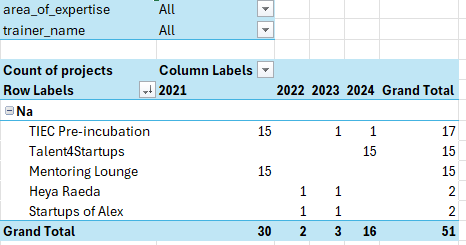 area_of_expertise All
trainer_name All
Count of projects Column Labels
Row Labels 2021 2022 2023 2024 Grand Total
Na
TIEC Pre-incubation 15 1 1 17
Talent4Startups 15 15
Mentoring Lounge 15 15
Heya Raeda 1 1 2
Startups of Alex 1 1 2
Grand Total 30 2 3 16 51